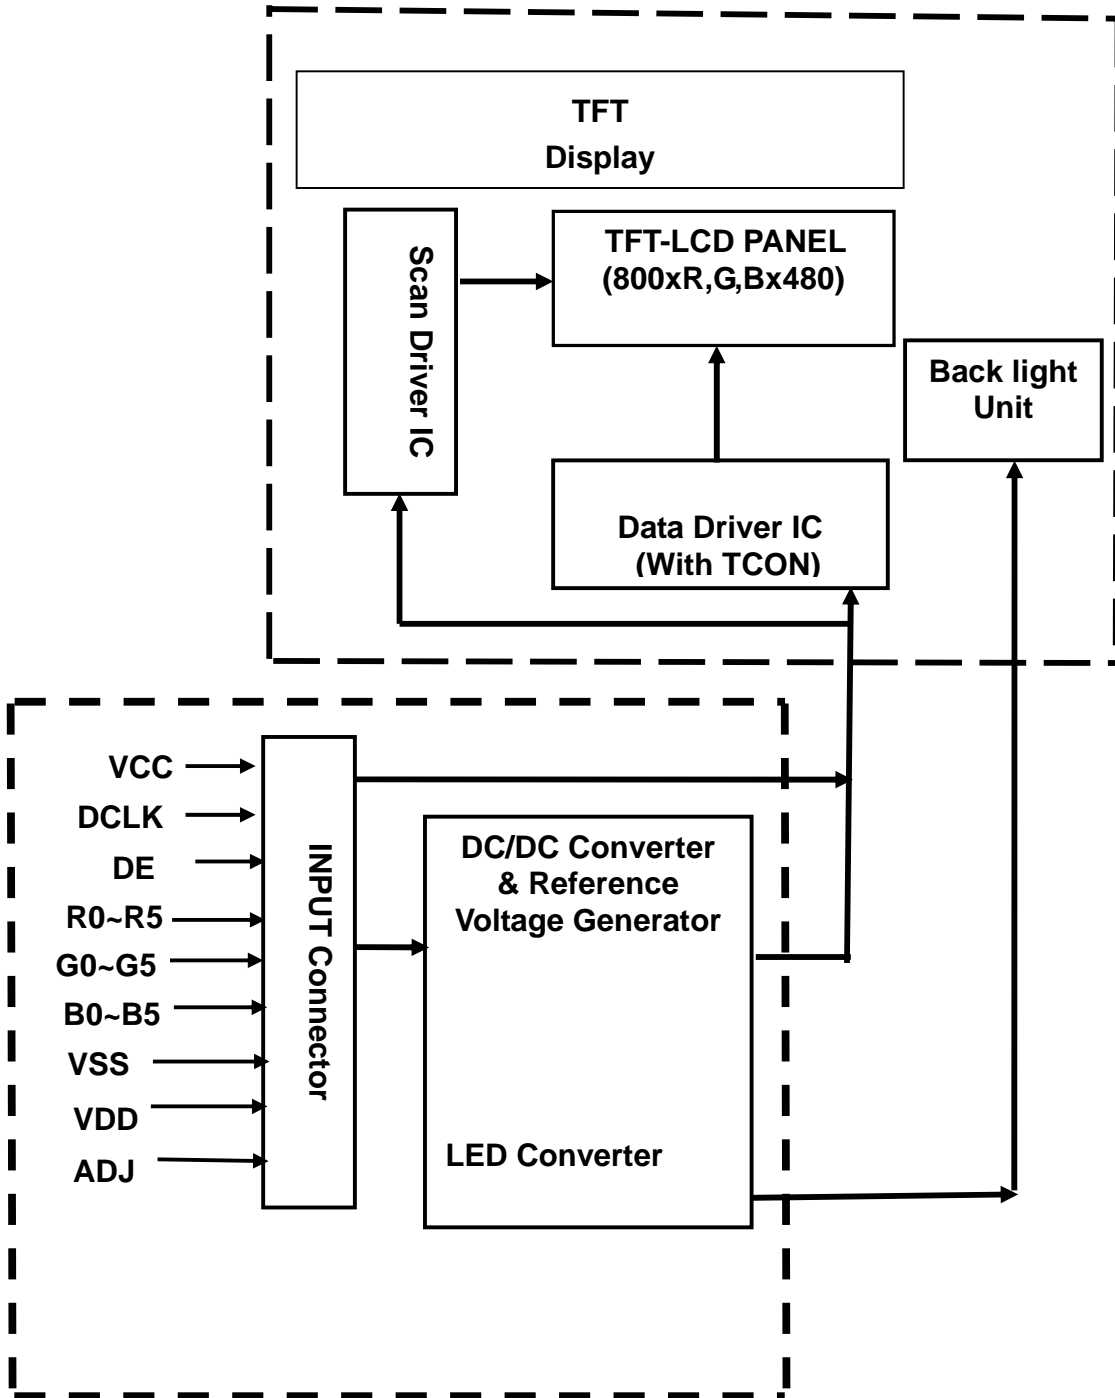 TFT
Display
Scan Driver IC
TFT-LCD PANEL
(800xR,G,Bx480)
Back light
Unit
Data Driver IC
(With TCON)
VCC
DCLK
DE
R0~R5
G0~G5
B0~B5
VSS
VDD
ADJ
INPUT Connector
DC/DC Converter
& Reference
Voltage Generator
LED Converter